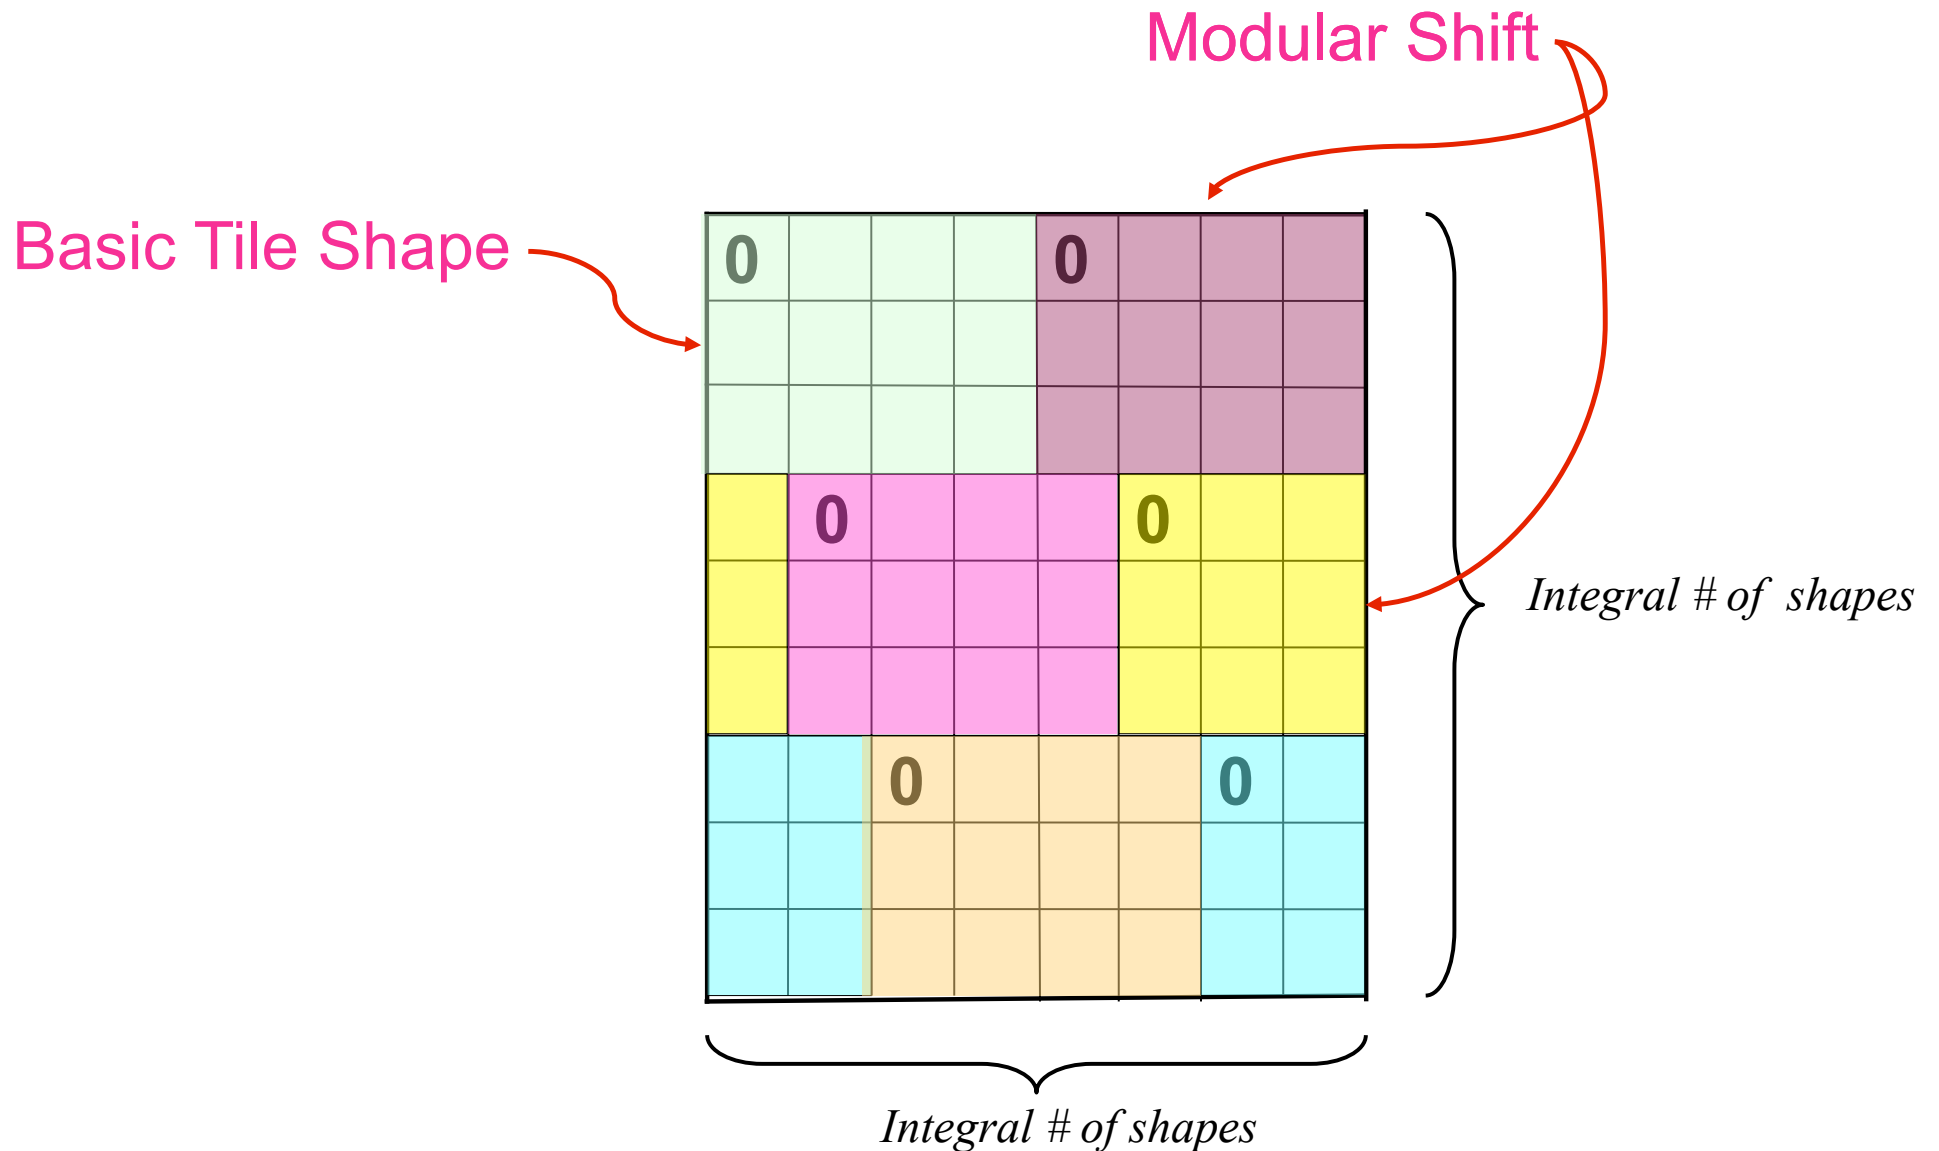 Modular Shift
Basic Tile Shape
0 0
0 0
Integral # of shapes
0 0
Integral # of shapes